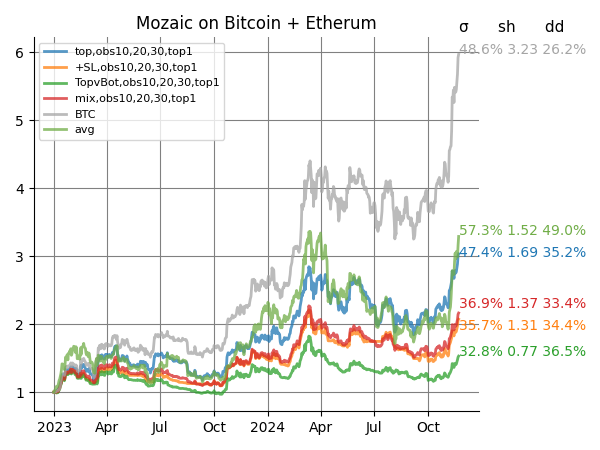 Mozaic on Bitcoin + Etherum
σ sh dd
48.6% 3.23 26.2%
top,obs10,20,30,top1
+SL,obs10,20,30,top1
TopvBot,obs10,20,30,top1
mix,obs10,20,30,top1
BTC
avg
57.3% 1.52 49.0%
47.4% 1.69 35.2%
36.9% 1.37 33.4%
35.7% 1.31 34.4%
32.8% 0.77 36.5%
6
5
4
3
2
1
2023 Apr Jul Oct 2024 Apr Jul Oct